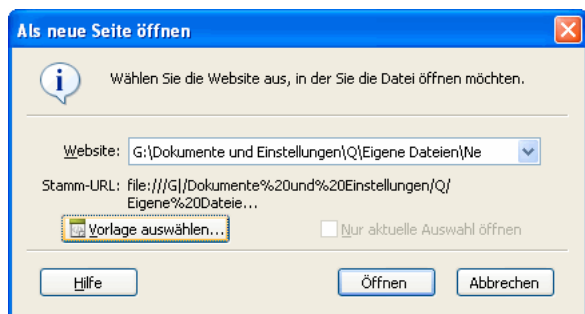 Als neue Seite öffnen
Wählen Sie die Website aus, in der Sie die Datei öffnen möchten.
Website: G:\Dokumente und Einstellungen\Q\Eigene Dateien\Ne
Stamm-URL: file:///G|/Dokumente%20und%20Einstellungen/Q/
Eigene%20Dateie...
Vorlage auswählen... Nur aktuelle Auswahl öffnen
Hilfe Öffnen Abbrechen